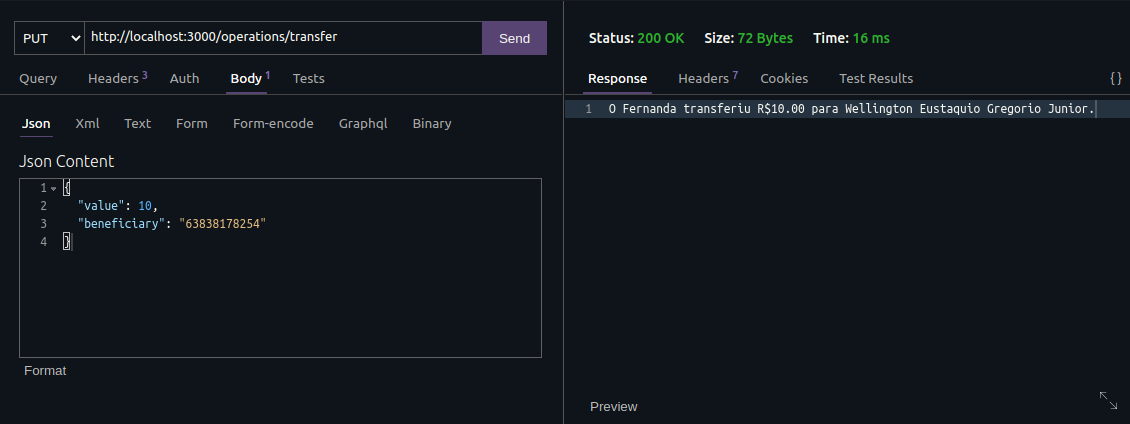 PUT http://localhost:3000/operations/transfer Send
Query Headers 3 Auth Body 1 Tests
Json Xml Text Form Form-encode Graphql Binary
Json Content
1 {
2 "value": 10,
3 "beneficiary": "63838178254"
4 }
Format
Status: 200 OK Size: 72 Bytes Time: 16 ms
Response Headers 7 Cookies Test Results {}
1 O Fernanda transferiu R$10.00 para Wellington Eustaquio Gregorio Junior.
Preview